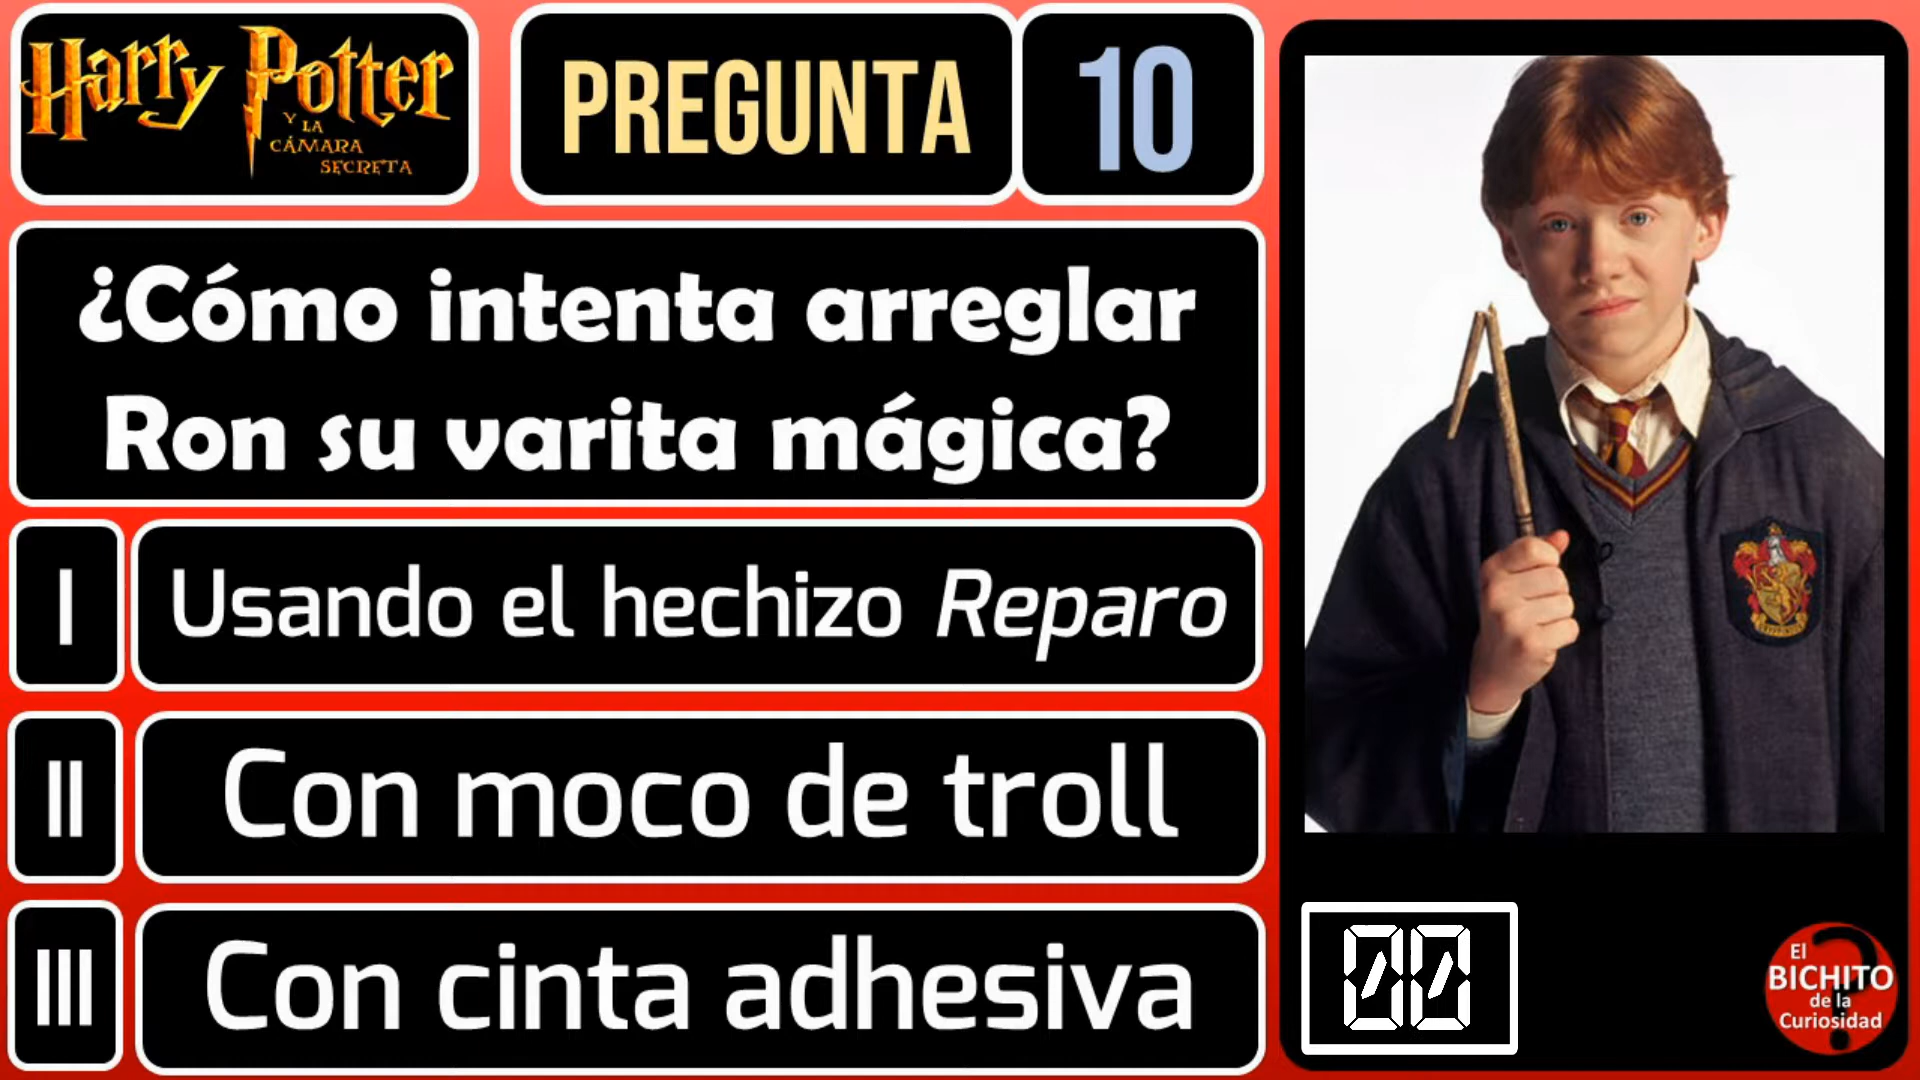 Harry Potter
Y LA
CÁMARA
SECRETA
PREGUNTA
10
¿Cómo intenta arreglar
Ron su varita mágica?
I
Usando el hechizo Reparo
II
Con moco de troll
III
Con cinta adhesiva
00
El
BICHITO
de la
Curiosidad
?